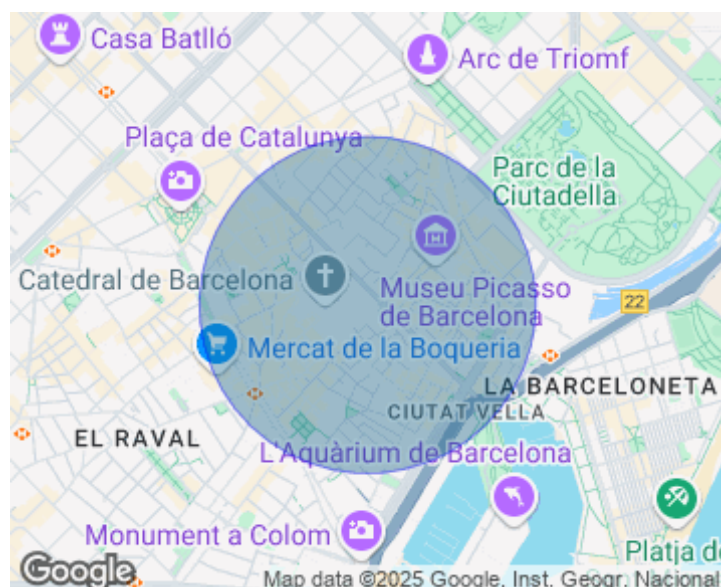 Casa Batlló
Arc de Triomf
Plaça de Catalunya
Parc de la
Ciutadella
Catedral de Barcelona
Museu Picasso
de Barcelona
22
Mercat de la Boqueria
LA BARCELONETA
CIUTAT VELLA
EL RAVAL
L'Aquàrium de Barcelona
Monument a Colom
Platja de
Google
Map data ©2025 Google, Inst. Geogr. Nacional